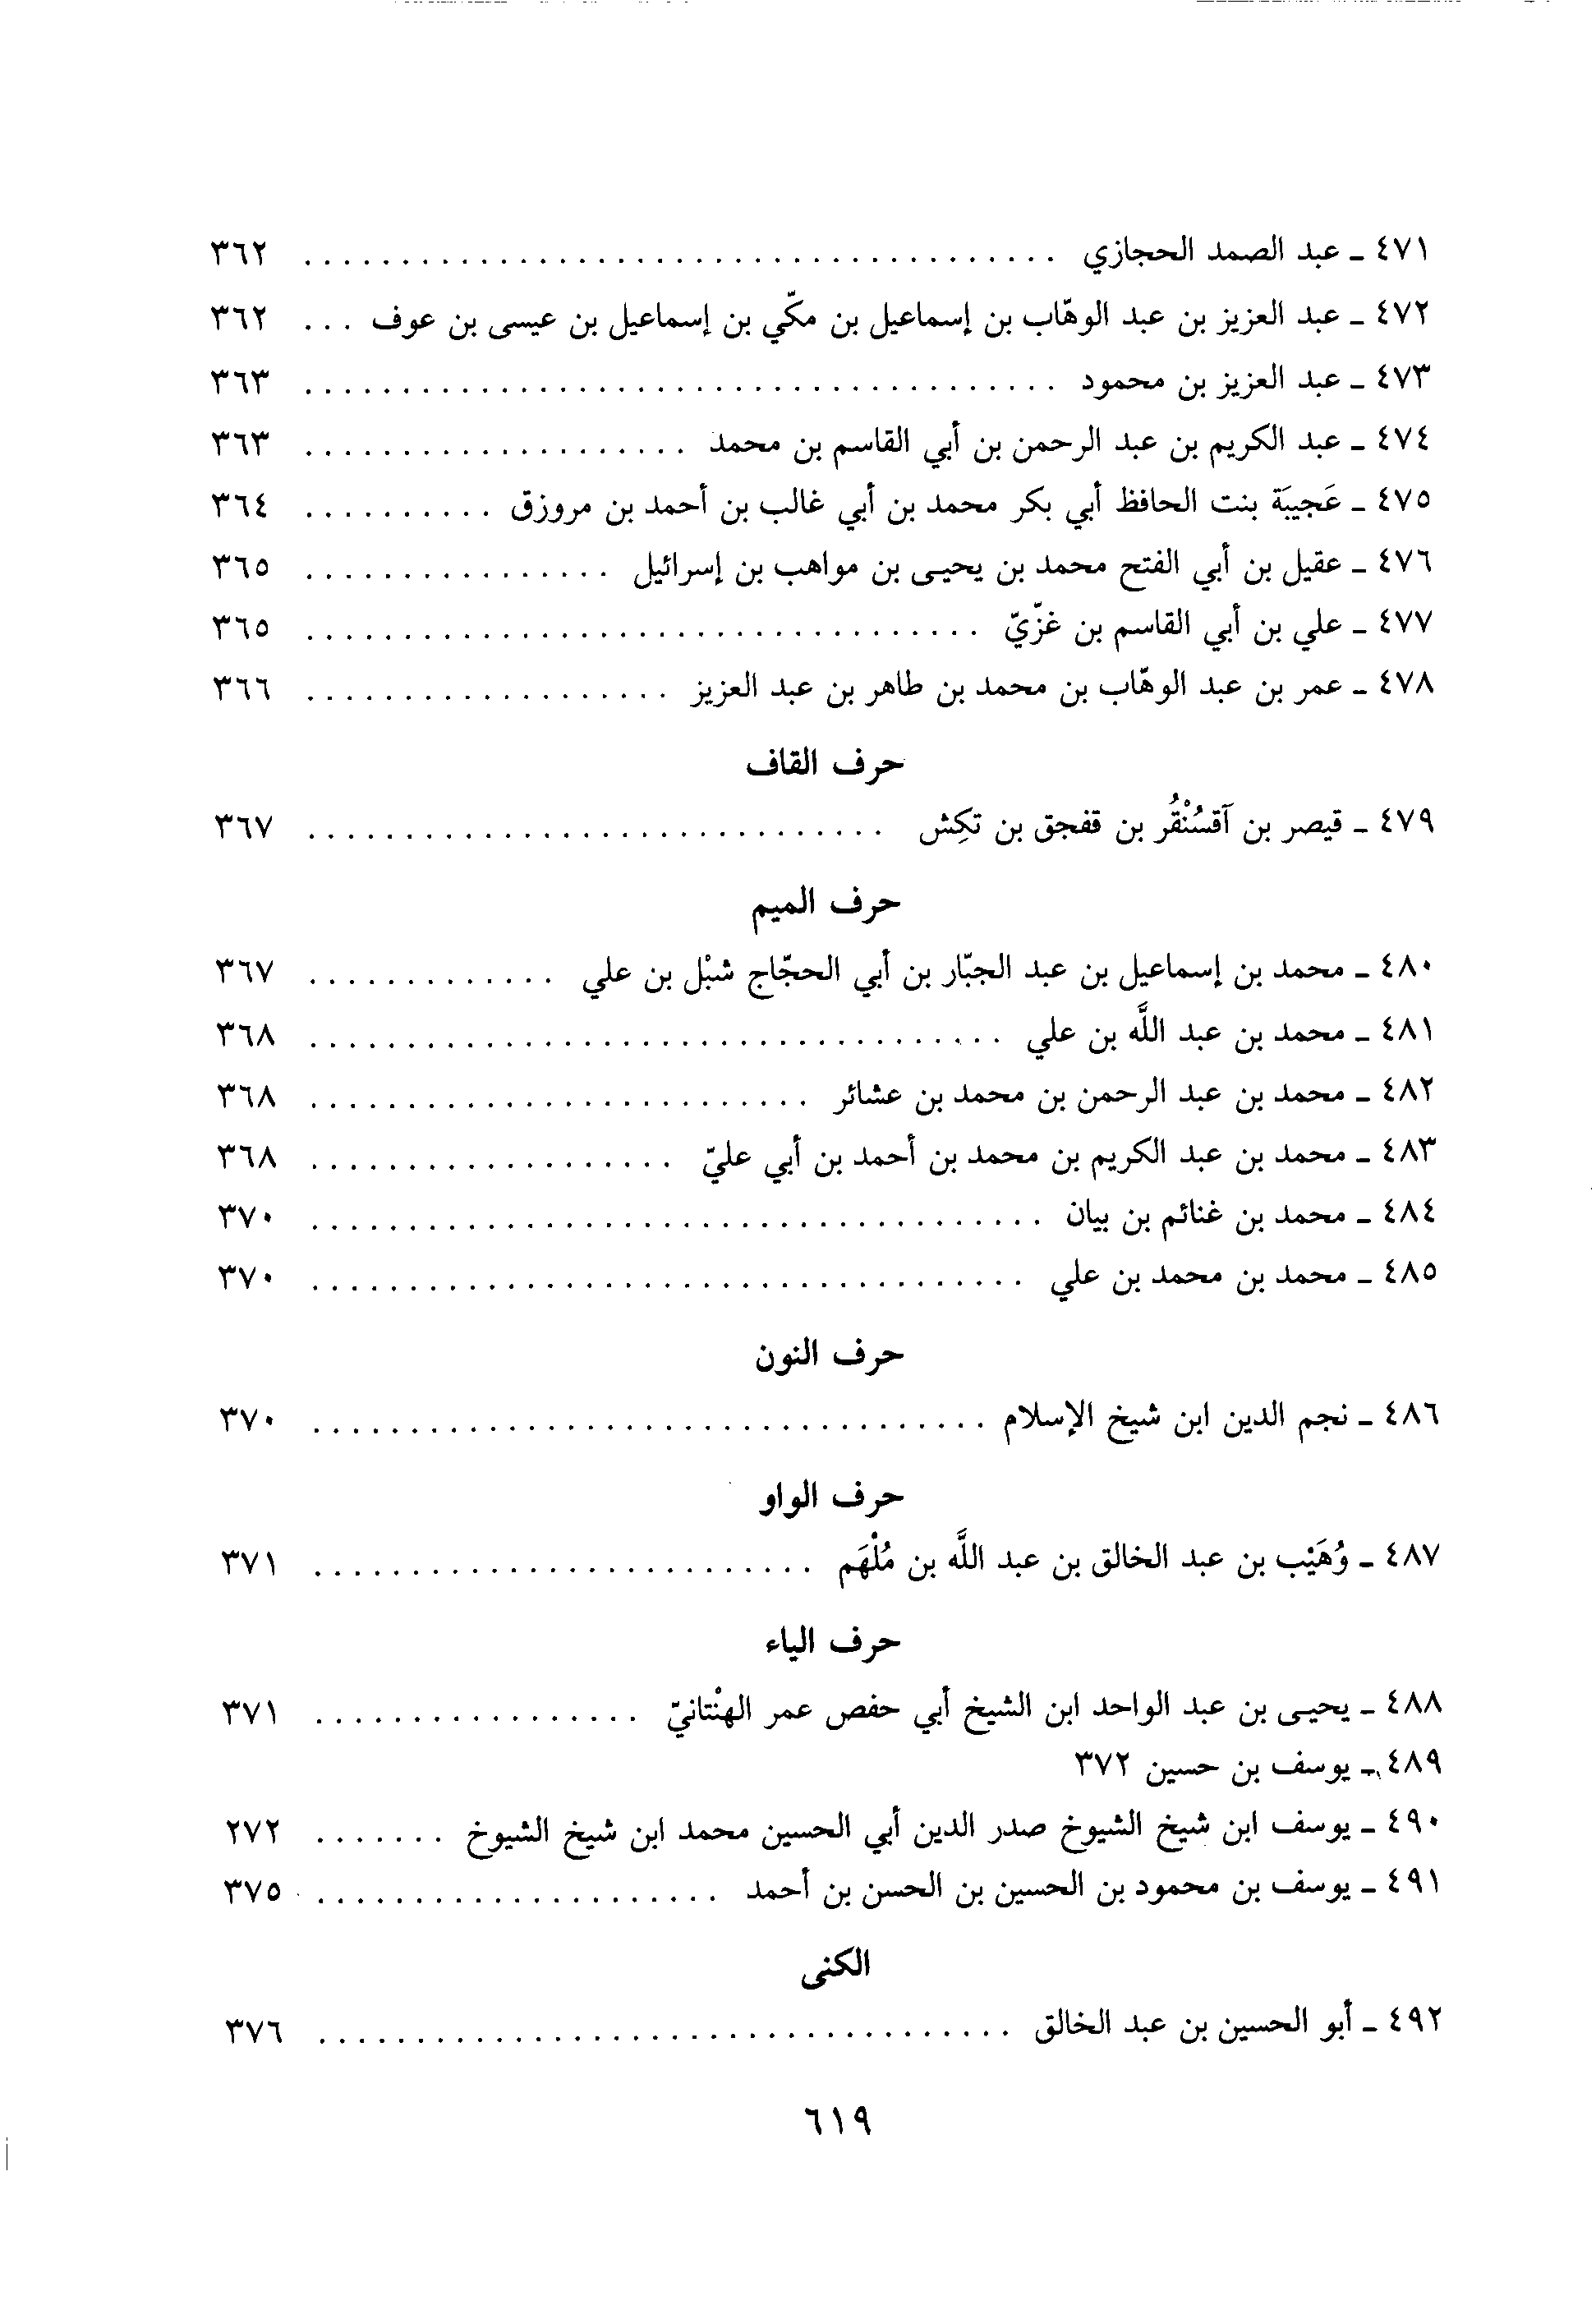 ٤٧١ ـ عبد الصمد الحجازي . . . . . . . . . . . . . . . . . . . . ٣٦٢
٤٧٢ ـ عبد العزيز بن عبد الوهّاب بن إسماعيل بن مكّي بن إسماعيل بن عيسى بن عوف . . . ٣٦٢
٤٧٣ ـ عبد العزيز بن محمود . . . . . . . . . . . . . . . . . . . . ٣٦٣
٤٧٤ ـ عبد الكريم بن عبد الرحمن بن أبي القاسم بن محمد . . . . . . . . . . . . . . . . . . . . ٣٦٣
٤٧٥ ـ عَجيبَة بنت الحافظ أبي بكر محمد بن أبي غالب بن أحمد بن مروزق . . . . . . . . . . ٣٦٤
٤٧٦ ـ عقيل بن أبي الفتح محمد بن يحيـى بن مواهب بن إسرائيل . . . . . . . . . . . . . . . . ٣٦٥
٤٧٧ ـ علي بن أبي القاسم بن غزّيّ . . . . . . . . . . . . . . . . . . . . ٣٦٥
٤٧٨ ـ عمر بن عبد الوهّاب بن محمد بن طاهر بن عبد العزيز . . . . . . . . . . . . . . . . . . . ٣٦٦
حرف القاف
٤٧٩ ـ قيصر بن آقسُنْقُر بن قفجق بن تكِش . . . . . . . . . . . . . . . . . . . . ٣٦٧
حرف الميم
٤٨٠ ـ محمد بن إسماعيل بن عبد الجبّار بن أبي الحجّاج شبْل بن علي . . . . . . . . . . . . . ٣٦٧
٤٨١ ـ محمد بن عبد اللَّه بن علي . . . . . . . . . . . . . . . . . . . . ٣٦٨
٤٨٢ ـ محمد بن عبد الرحمن بن محمد بن عشائر . . . . . . . . . . . . . . . . . . . . ٣٦٨
٤٨٣ ـ محمد بن عبد الكريم بن محمد بن أحمد بن أبي عليّ . . . . . . . . . . . . . . . . . . . ٣٦٨
٤٨٤ ـ محمد بن غنائم بن بيان . . . . . . . . . . . . . . . . . . . . ٣٧٠
٤٨٥ ـ محمد بن محمد بن علي . . . . . . . . . . . . . . . . . . . . ٣٧٠
حرف النون
٤٨٦ ـ نجم الدين ابن شيخ الإسلام . . . . . . . . . . . . . . . . . . . . ٣٧٠
حرف الواو
٤٨٧ ـ وُهَيْب بن عبد الخالق بن عبد اللَّه بن مُلْهَم . . . . . . . . . . . . . . . . . . . . ٣٧١
حرف الياء
٤٨٨ ـ يحيـى بن عبد الواحد ابن الشيخ أبي حفص عمر الهنْتانيّ . . . . . . . . . . . . . . . . . ٣٧١
٤٨٩ ـ يوسف بن حسين ٣٧٢
٤٩٠ ـ يوسف ابن شيخ الشيوخ صدر الدين أبي الحسين محمد ابن شيخ الشيوخ . . . . . . . ٢٧٢
٤٩١ ـ يوسف بن محمود بن الحسين بن الحسن بن أحمد . . . . . . . . . . . . . . . . . . . . ٣٧٥
الكنى
٤٩٢ ـ أبو الحسين بن عبد الخالق . . . . . . . . . . . . . . . . . . . . ٣٧٦
٦١٩